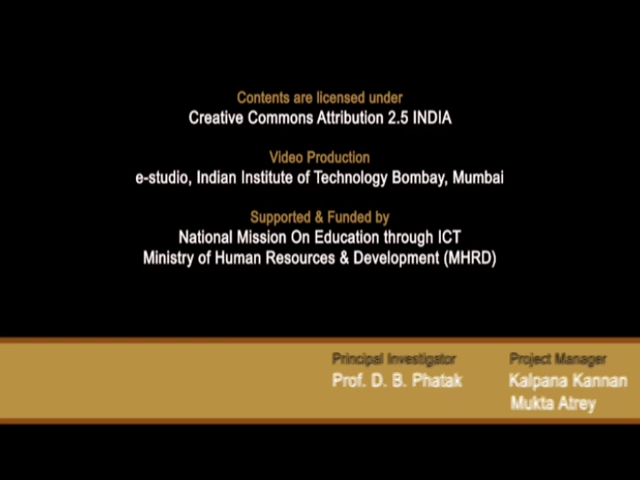 Contents are licensed under
Creative Commons Attribution 2.5 INDIA
Video Production
e-studio, Indian Institute of Technology Bombay, Mumbai
Supported & Funded by
National Mission On Education through ICT
Ministry of Human Resources & Development (MHRD)
Principal Investigator
Prof. D. B. Phatak
Project Manager
Kalpana Kannan
Mukta Atrey